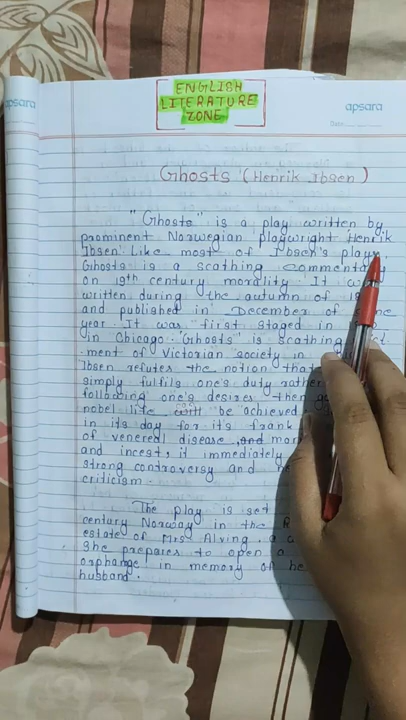 ENGLISH
LITERATURE
ZONE
apsara
apsara
Date:
Ghosts (Henrik Ibsen)
"Ghosts" is a play written by
prominent Norwegian playwright Henrik
Ibsen. Like most of Ibsen's plays
Ghosts is a scathing commentary
on 19th century morality. It
written during the autumn of 18
and published in December of
year. It was first staged in
in Chicago. "Ghosts" is scathing
ment of Victorian society in
Ibsen refutes the notion that
simply fulfils one's duty rather
following one's desires then
nobel life can be achieved.
in its day for its frank
of venereal disease, and
and incest, it immediately
strong controversy and
criticism.
The play is set
century Norway in the
estate of Mrs. Alving. a
She prepares to open a
orphanage in memory of
husband.